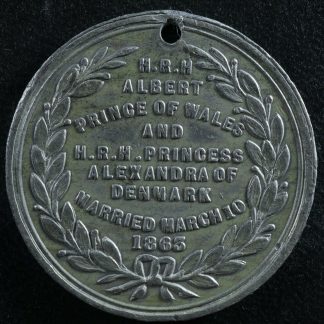 H.R.H
ALBERT
PRINCE OF WALES
AND
H.R.H. PRINCESS
ALEXANDRA OF
DENMARK
MARRIED MARCH 10
1863